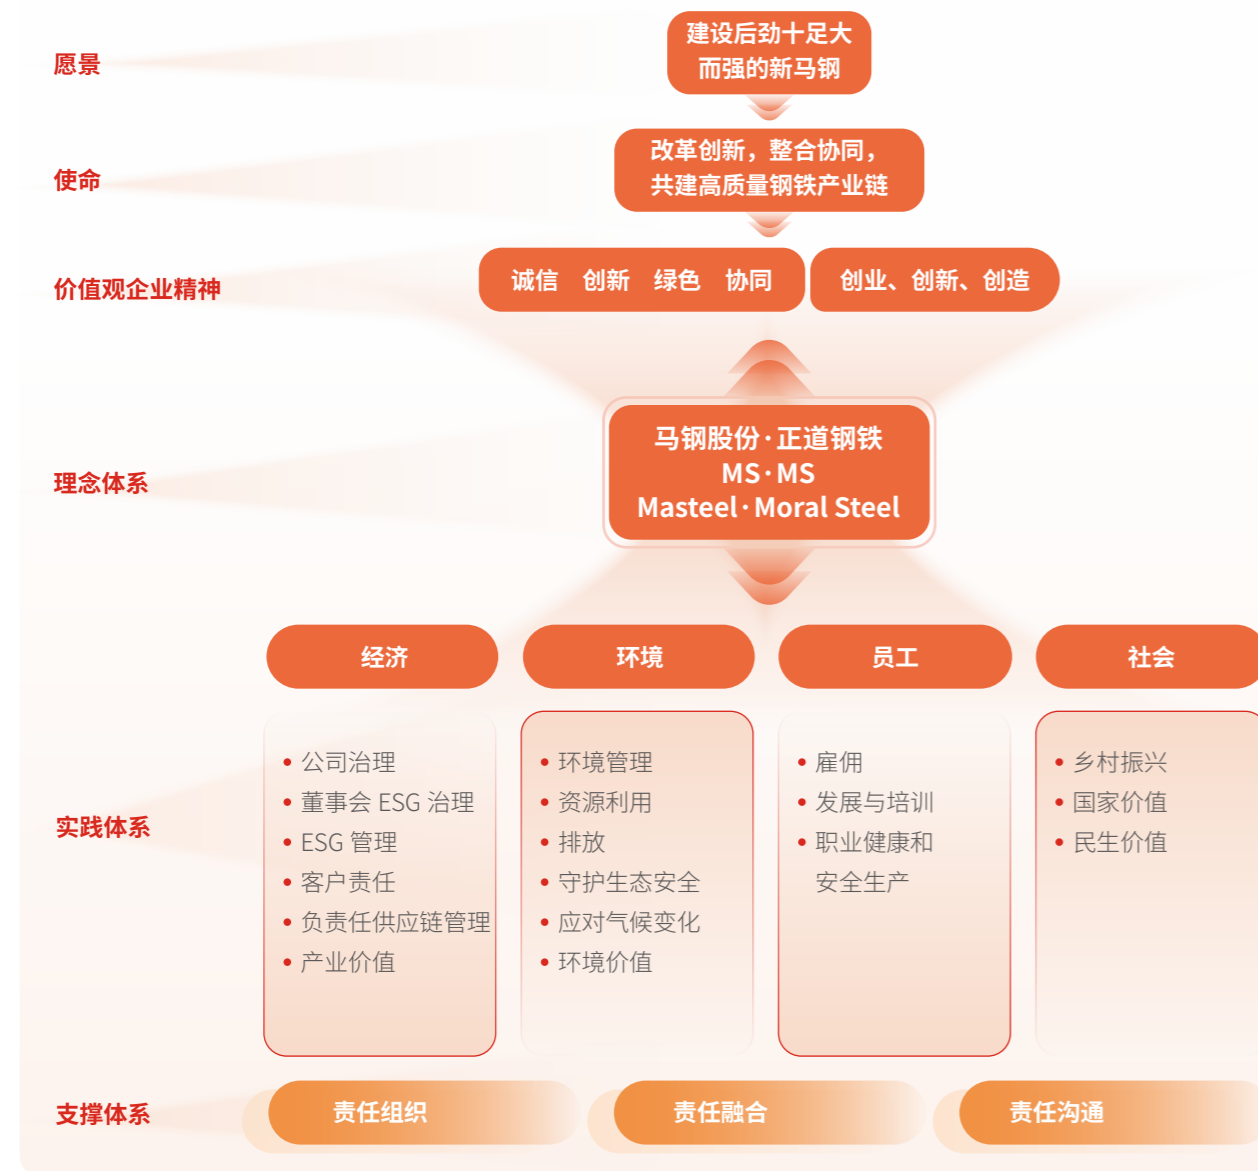 愿景
建设后劲十足大
而强的新马钢
使命
改革创新，整合协同，
共建高质量钢铁产业链
价值观企业精神
诚信 创新 绿色 协同
创业、创新、创造
理念体系
马钢股份·正道钢铁
MS·MS
Masteel·Moral Steel
实践体系
经济
• 公司治理
• 董事会 ESG 治理
• ESG 管理
• 客户责任
• 负责任供应链管理
• 产业价值
环境
• 环境管理
• 资源利用
• 排放
• 守护生态安全
• 应对气候变化
• 环境价值
员工
• 雇佣
• 发展与培训
• 职业健康和
安全生产
社会
• 乡村振兴
• 国家价值
• 民生价值
支撑体系
责任组织
责任融合
责任沟通